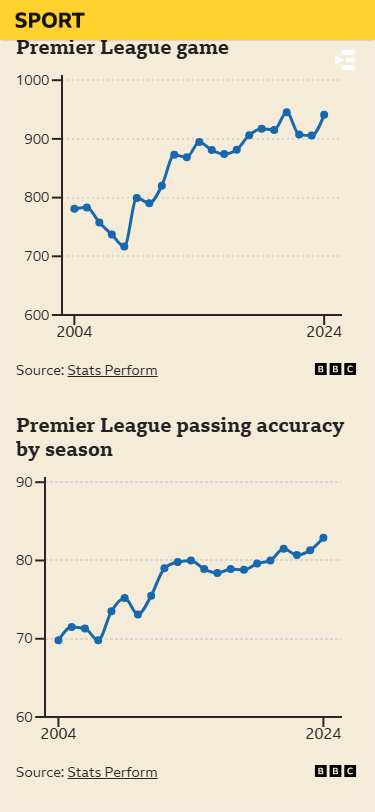 SPORT
Premier League game
1000
900
800
700
600
2004
2024
Source: Stats Perform
BBC
Premier League passing accuracy
by season
90
80
70
60
2004
2024
Source: Stats Perform
BBC